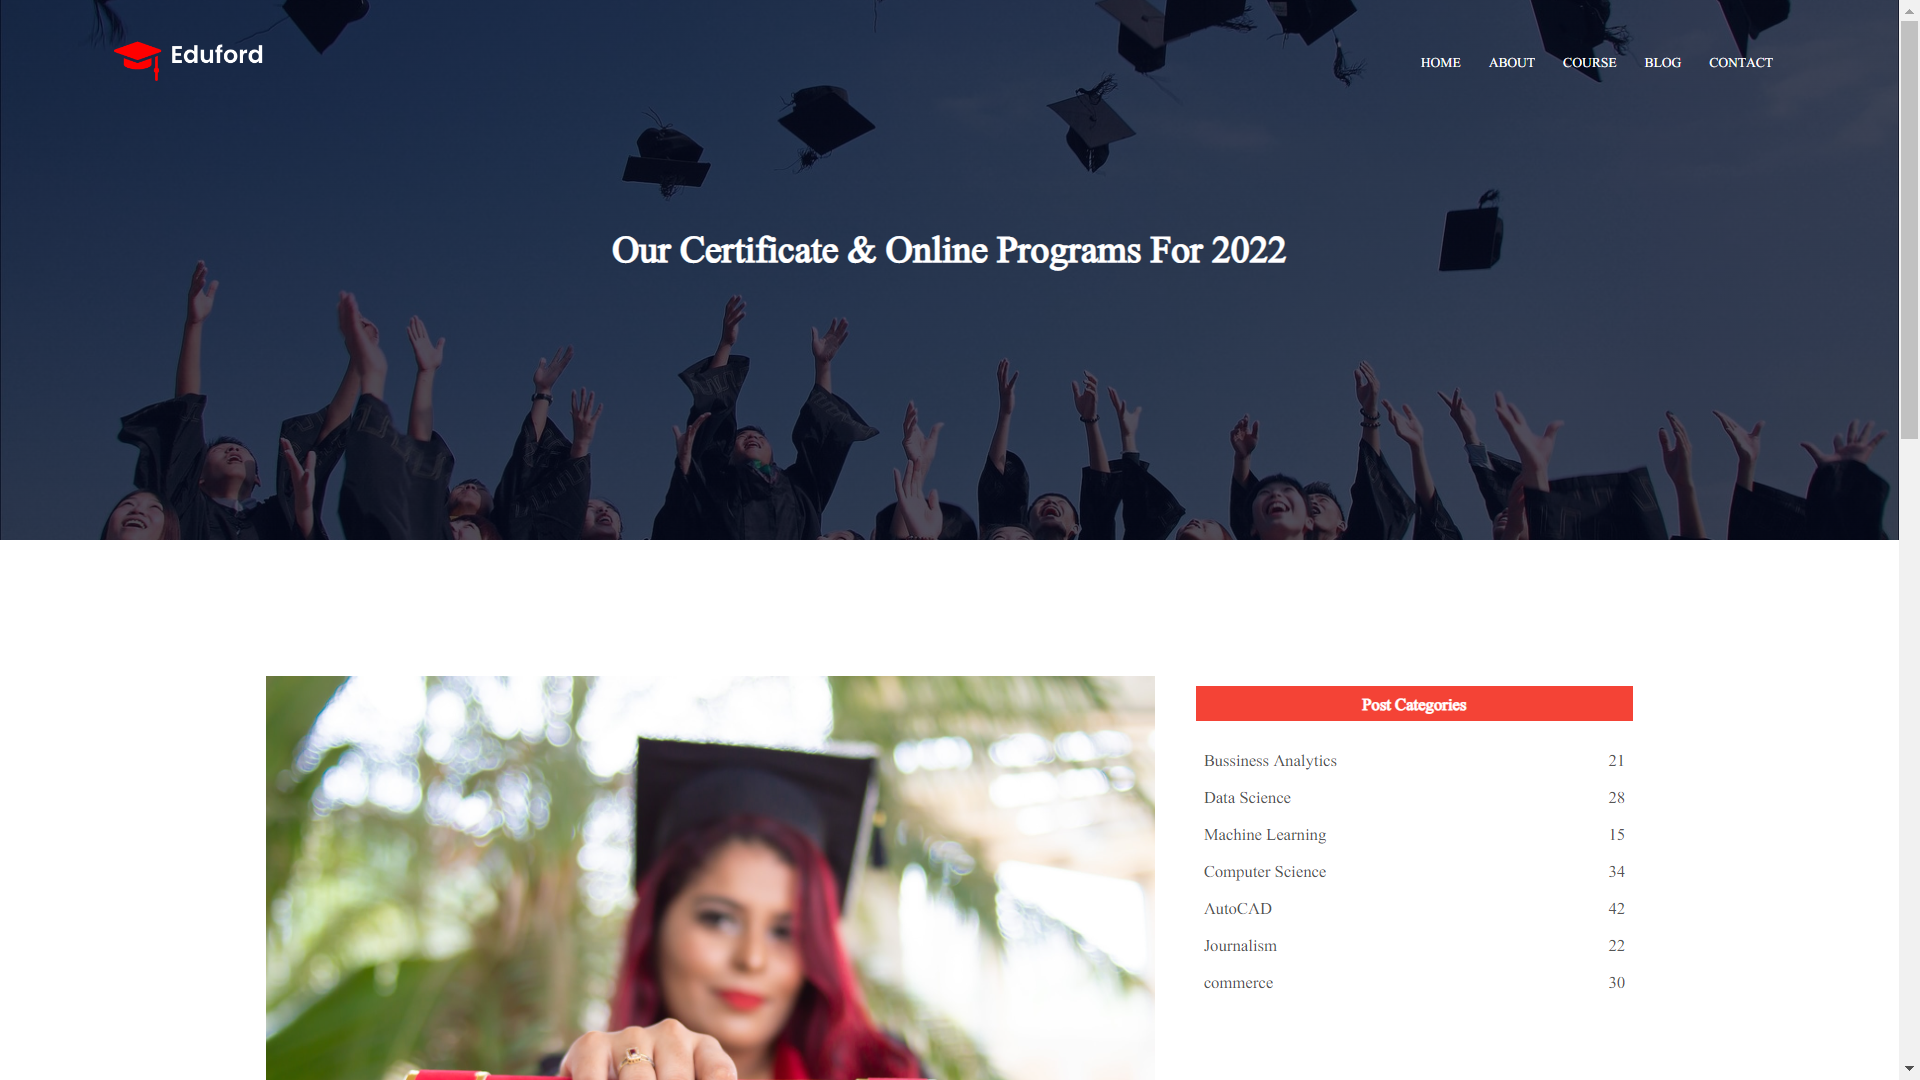 Eduford
HOME ABOUT COURSE BLOG CONTACT
Our Certificate & Online Programs For 2022
Post Categories
Bussiness Analytics 21
Data Science 28
Machine Learning 15
Computer Science 34
AutoCAD 42
Journalism 22
commerce 30